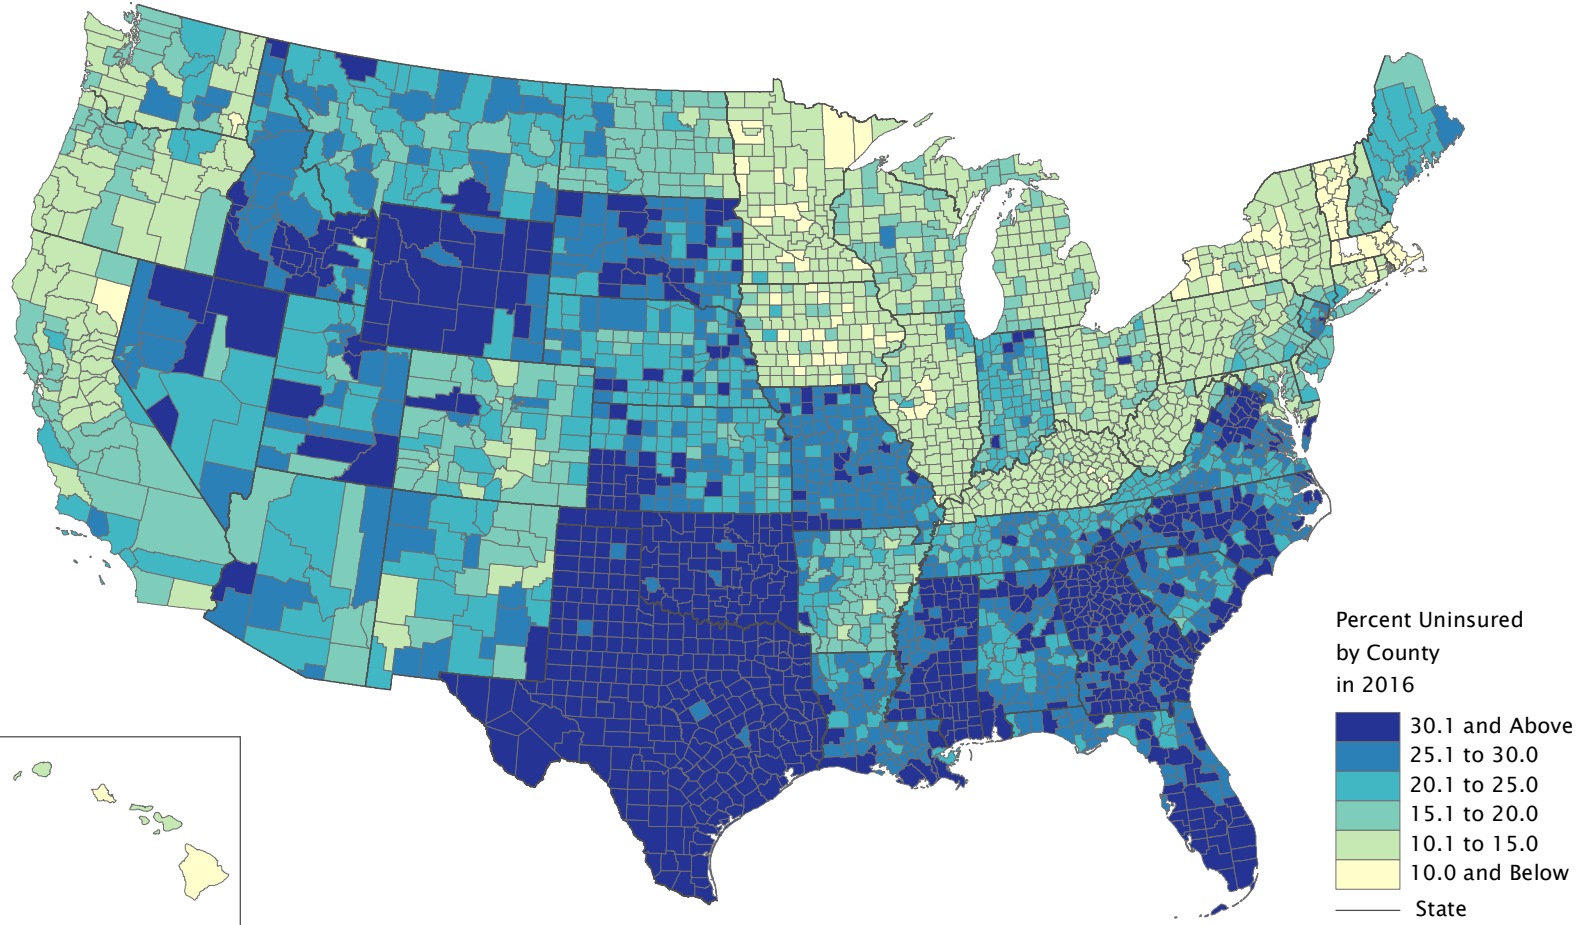 Percent Uninsured
by County
in 2016
30.1 and Above
25.1 to 30.0
20.1 to 25.0
15.1 to 20.0
10.1 to 15.0
10.0 and Below
State